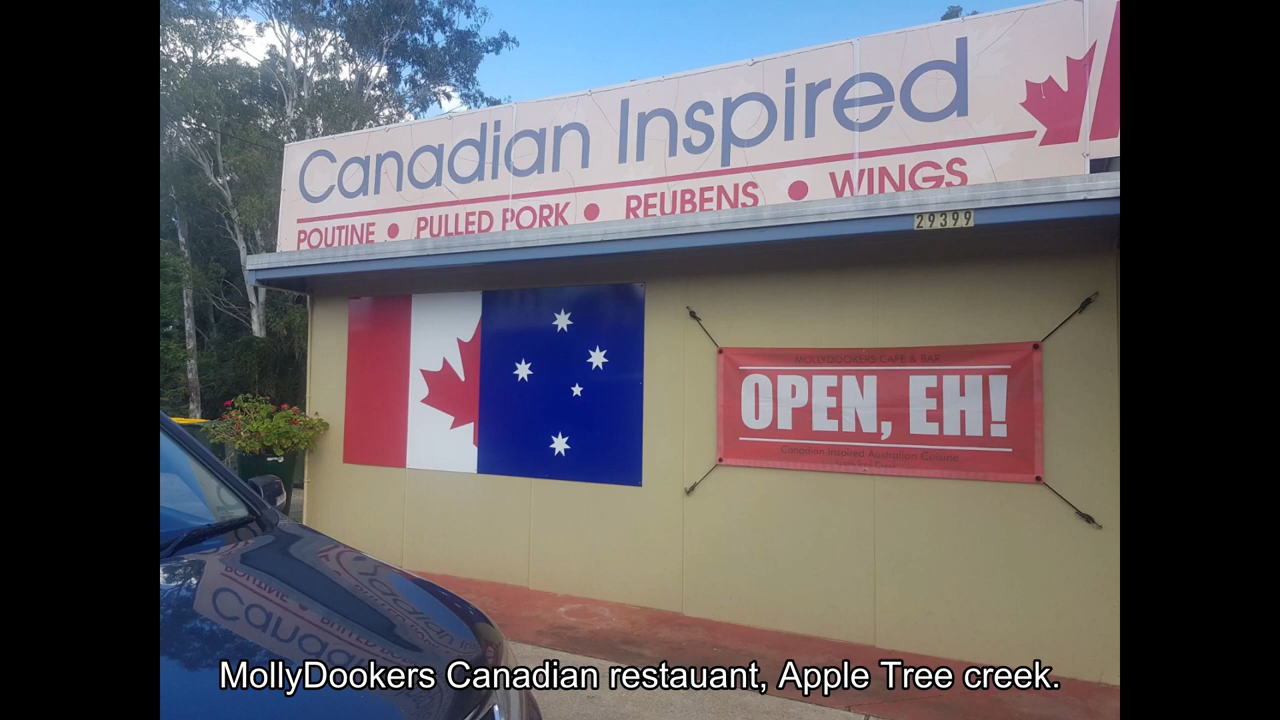 Canadian Inspired
POUTINE • PULLED PORK • REUBENS • WINGS
29399
MOLLYDOOKERS CAFE & BAR
OPEN, EH!
Canadian Inspired Australian Cuisine
MollyDookers Canadian restauant, Apple Tree creek.